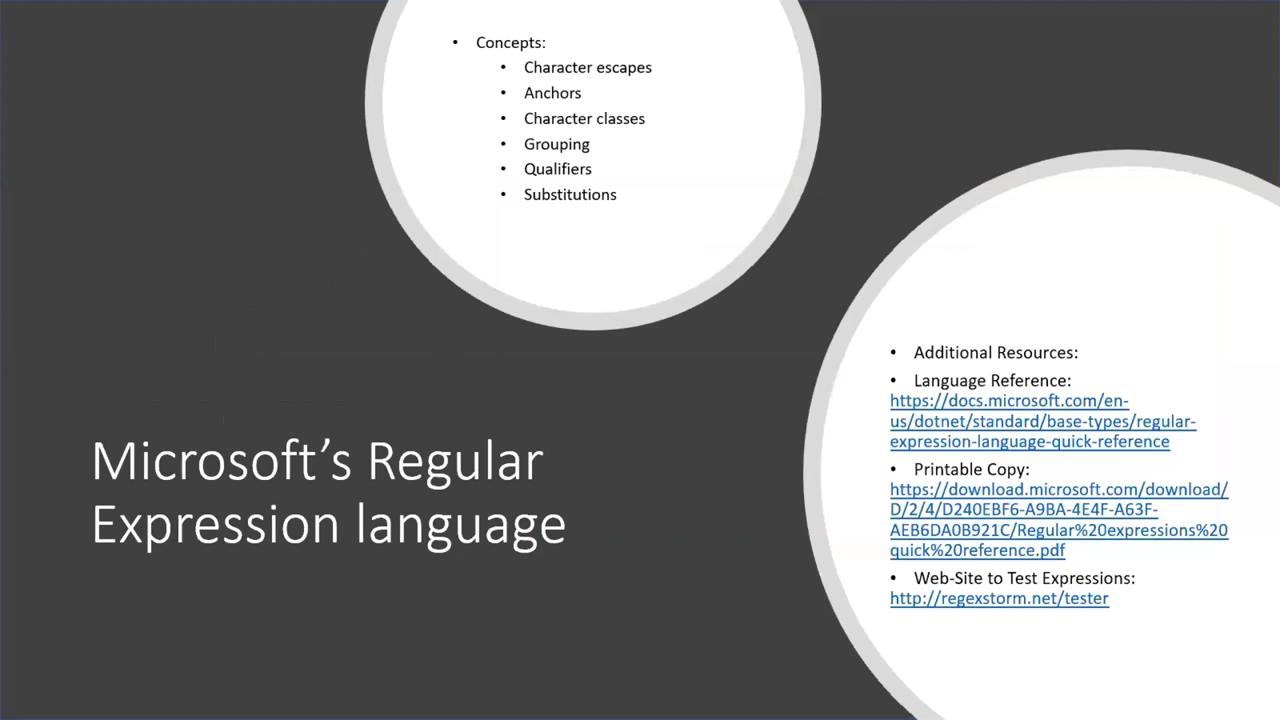 • Concepts:
• Character escapes
• Anchors
• Character classes
• Grouping
• Qualifiers
• Substitutions
Microsoft’s Regular
Expression language
• Additional Resources:
• Language Reference:
https://docs.microsoft.com/en-
us/dotnet/standard/base-types/regular-
expression-language-quick-reference
• Printable Copy:
https://download.microsoft.com/download/
D/2/4/D240EBF6-A9BA-4E4F-A63F-
AEB6DA0B921C/Regular%20expressions%20
quick%20reference.pdf
• Web-Site to Test Expressions:
http://regexstorm.net/tester